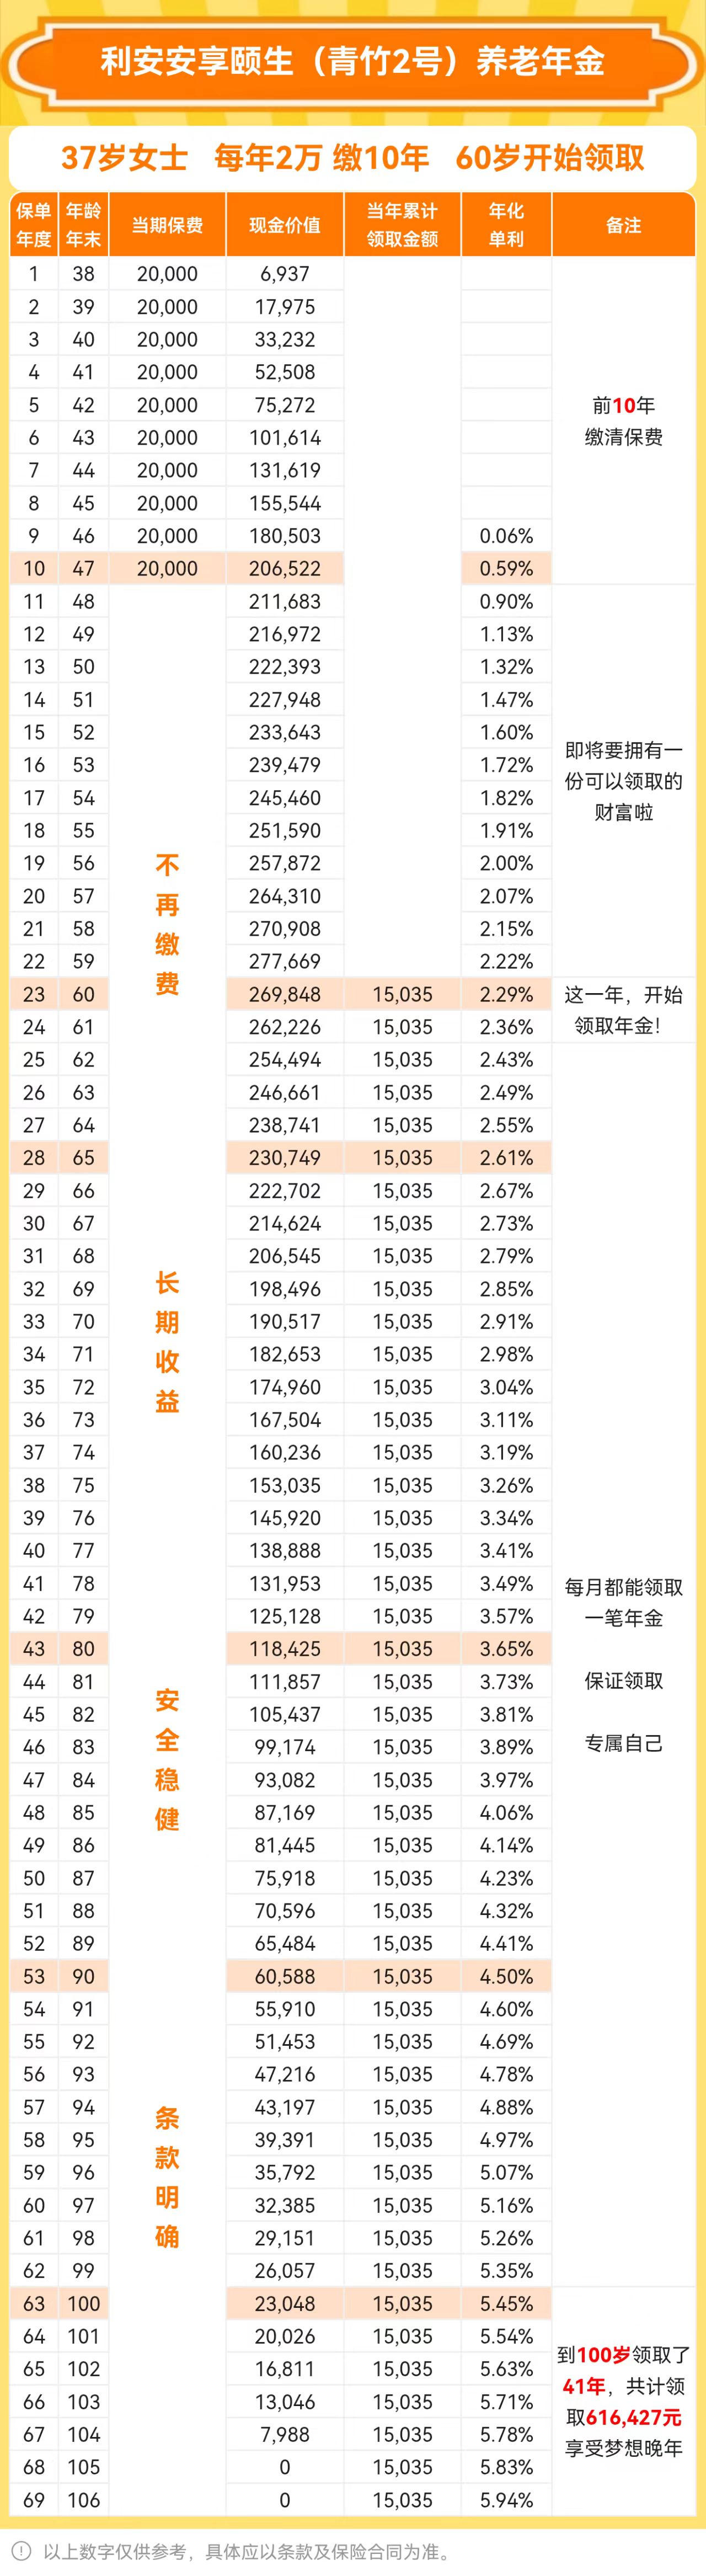 利安安享颐生（青竹2号）养老年金
37岁女士 每年2万 缴10年 60岁开始领取
保单年度 年龄年末 当期保费 现金价值 当年累计领取金额 年化单利 备注
1 38 20,000 6,937
2 39 20,000 17,975
3 40 20,000 33,232
4 41 20,000 52,508
5 42 20,000 75,272
前10年
6 43 20,000 101,614
缴清保费
7 44 20,000 131,619
8 45 20,000 155,544
9 46 20,000 180,503 0.06%
10 47 20,000 206,522 0.59%
11 48 211,683 0.90%
12 49 216,972 1.13%
13 50 222,393 1.32%
14 51 227,948 1.47%
15 52 233,643 1.60%
即将要拥有一
16 53 239,479 1.72%
份可以领取的
17 54 245,460 1.82%
财富啦
18 55 251,590 1.91%
19 56 257,872 2.00%
20 57 264,310 2.07%
21 58 270,908 2.15%
22 59 277,669 2.22%
不再缴费
23 60 269,848 15,035 2.29%
这一年，开始
24 61 262,226 15,035 2.36%
领取年金！
25 62 254,494 15,035 2.43%
26 63 246,661 15,035 2.49%
27 64 238,741 15,035 2.55%
28 65 230,749 15,035 2.61%
29 66 222,702 15,035 2.67%
30 67 214,624 15,035 2.73%
31 68 206,545 15,035 2.79%
32 69 198,496 15,035 2.85%
33 70 190,517 15,035 2.91%
34 71 182,653 15,035 2.98%
35 72 174,960 15,035 3.04%
长期收益
36 73 167,504 15,035 3.11%
37 74 160,236 15,035 3.19%
38 75 153,035 15,035 3.26%
39 76 145,920 15,035 3.34%
40 77 138,888 15,035 3.41%
41 78 131,953 15,035 3.49%
每月都能领取
42 79 125,128 15,035 3.57%
一笔年金
43 80 118,425 15,035 3.65%
44 81 111,857 15,035 3.73%
保证领取
45 82 105,437 15,035 3.81%
46 83 99,174 15,035 3.89%
专属自己
47 84 93,082 15,035 3.97%
48 85 87,169 15,035 4.06%
安全稳健
49 86 81,445 15,035 4.14%
50 87 75,918 15,035 4.23%
51 88 70,596 15,035 4.32%
52 89 65,484 15,035 4.41%
53 90 60,588 15,035 4.50%
54 91 55,910 15,035 4.60%
55 92 51,453 15,035 4.69%
56 93 47,216 15,035 4.78%
57 94 43,197 15,035 4.88%
58 95 39,391 15,035 4.97%
59 96 35,792 15,035 5.07%
60 97 32,385 15,035 5.16%
61 98 29,151 15,035 5.26%
条款明确
62 99 26,057 15,035 5.35%
63 100 23,048 15,035 5.45%
64 101 20,026 15,035 5.54%
到100岁领取了
65 102 16,811 15,035 5.63%
41年，共计领
66 103 13,046 15,035 5.71%
取616,427元
67 104 7,988 15,035 5.78%
享受梦想晚年
68 105 0 15,035 5.83%
69 106 0 15,035 5.94%
以上数字仅供参考，具体应以条款及保险合同为准。